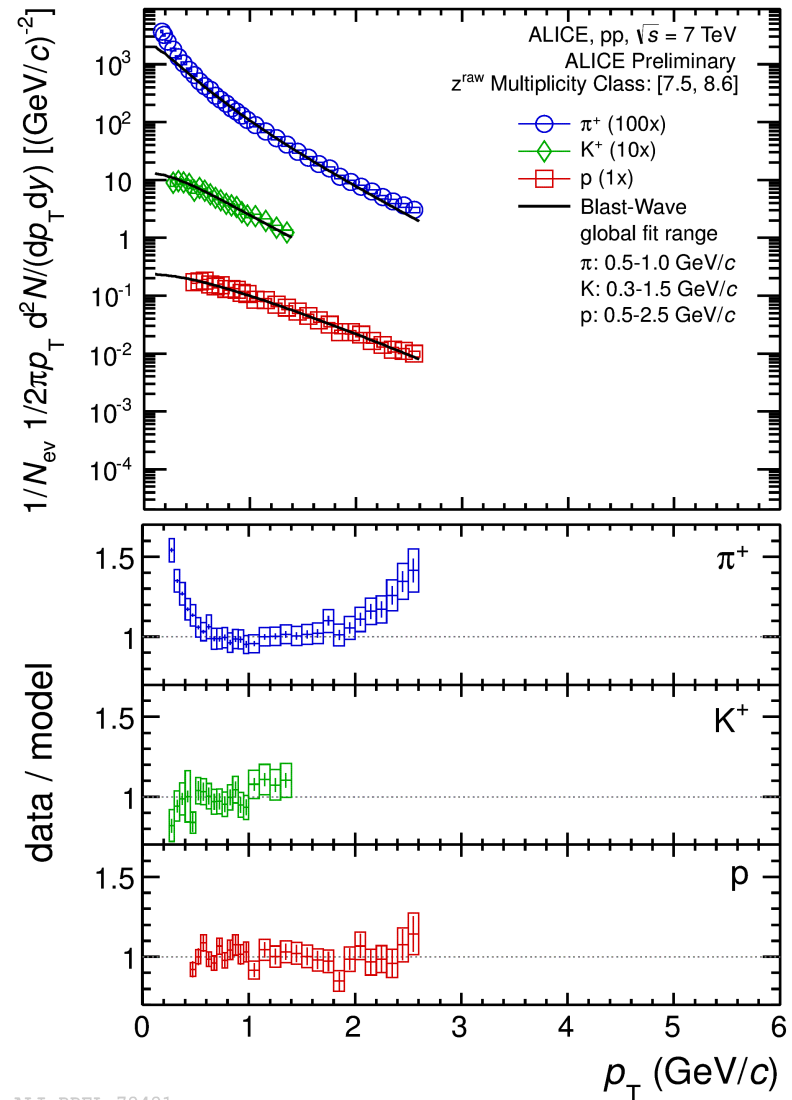 ALICE, pp, √s = 7 TeV
ALICE Preliminary
z^raw Multiplicity Class: [7.5, 8.6]
π⁺ (100x)
K⁺ (10x)
p (1x)
Blast-Wave
global fit range
π: 0.5-1.0 GeV/c
K: 0.3-1.5 GeV/c
p: 0.5-2.5 GeV/c
1/N_ev 1/2πp_T d²N/(dp_Tdy) [(GeV/c)⁻²]
10³
10²
10
1
10⁻¹
10⁻²
10⁻³
10⁻⁴
π⁺
1.5
1
K⁺
1.5
1
p
1.5
1
data / model
0 1 2 3 4 5 6
p_T (GeV/c)